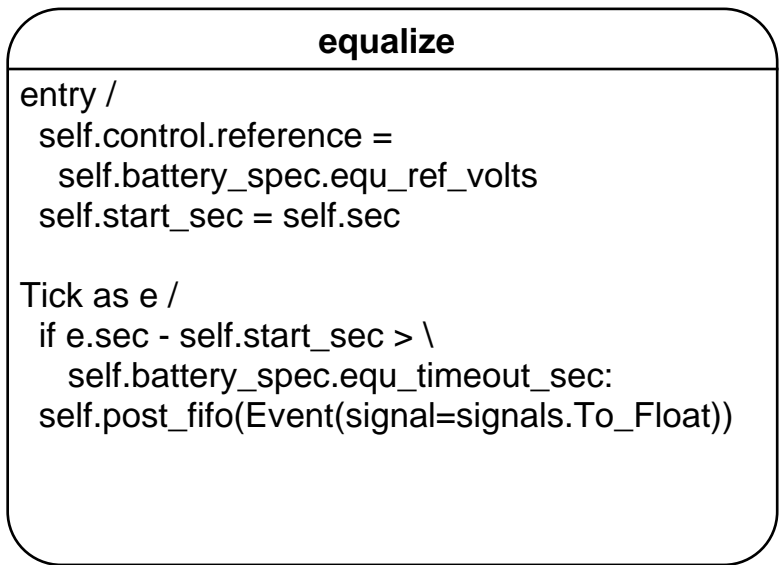 equalize
entry /
self.control.reference =
self.battery_spec.equ_ref_volts
self.start_sec = self.sec
Tick as e /
if e.sec - self.start_sec > \
self.battery_spec.equ_timeout_sec:
self.post_fifo(Event(signal=signals.To_Float))